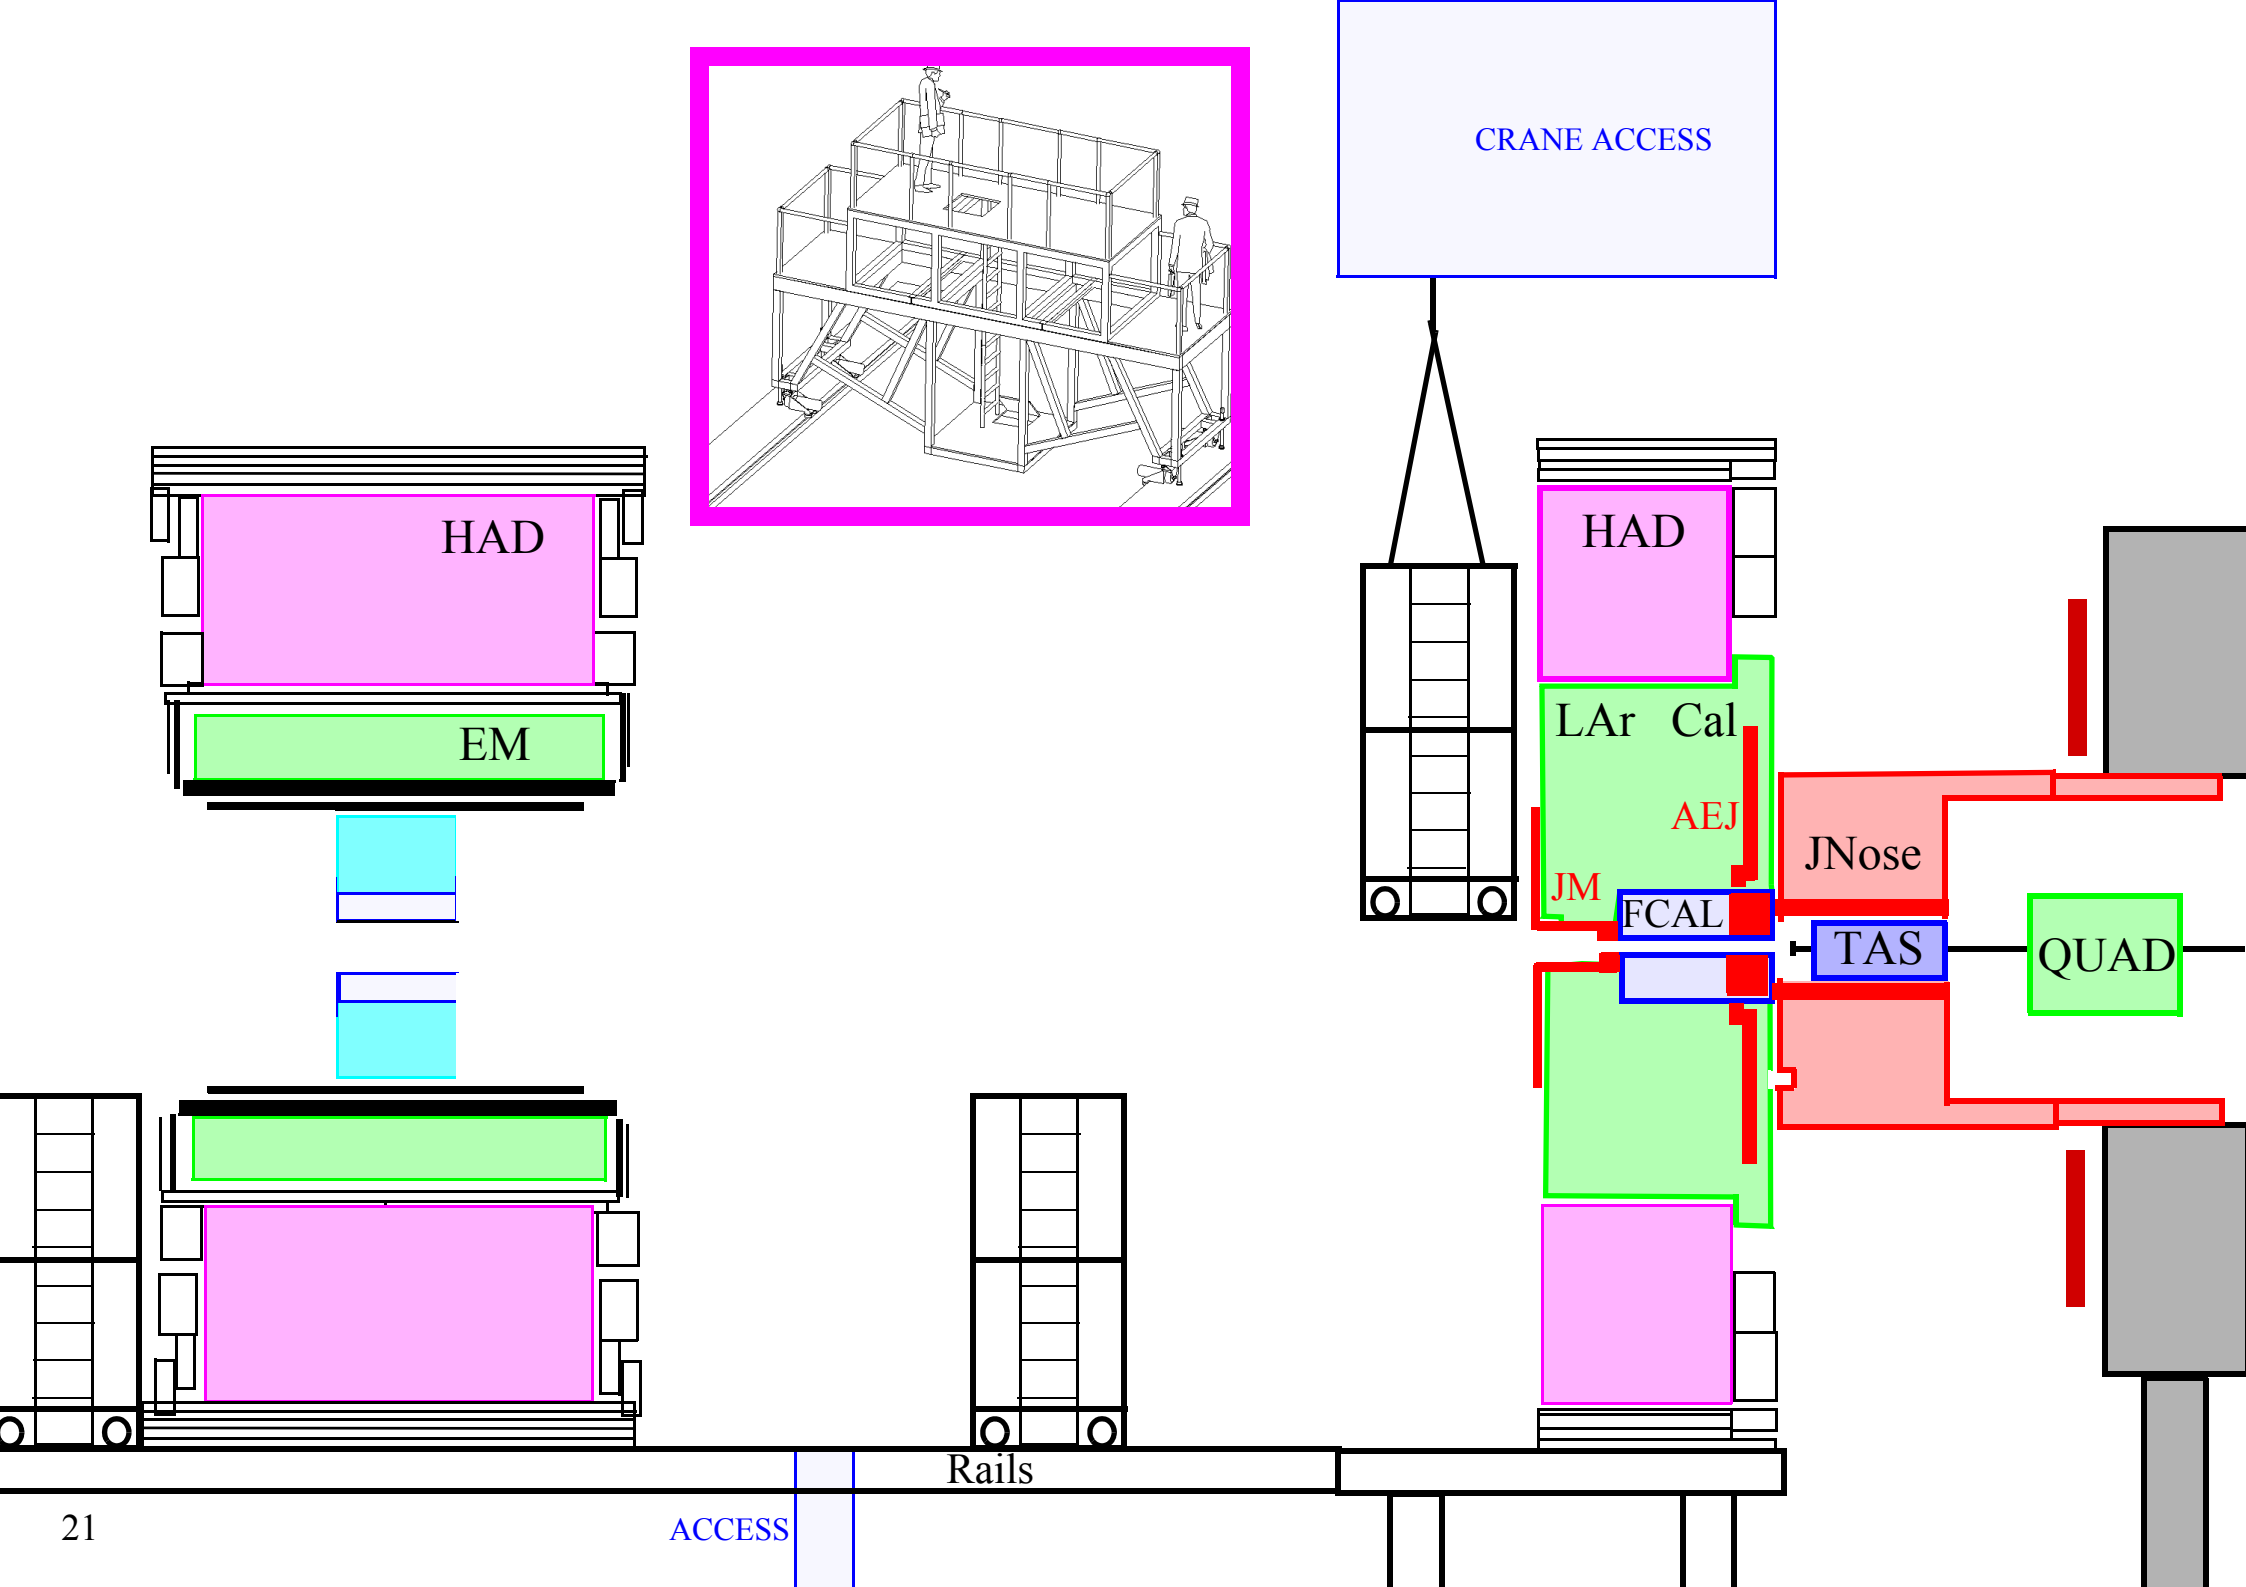 CRANE ACCESS
HAD
HAD
EM
LAr Cal
AEJ
JNose
JM
FCAL
TAS
QUAD
Rails
ACCESS
21